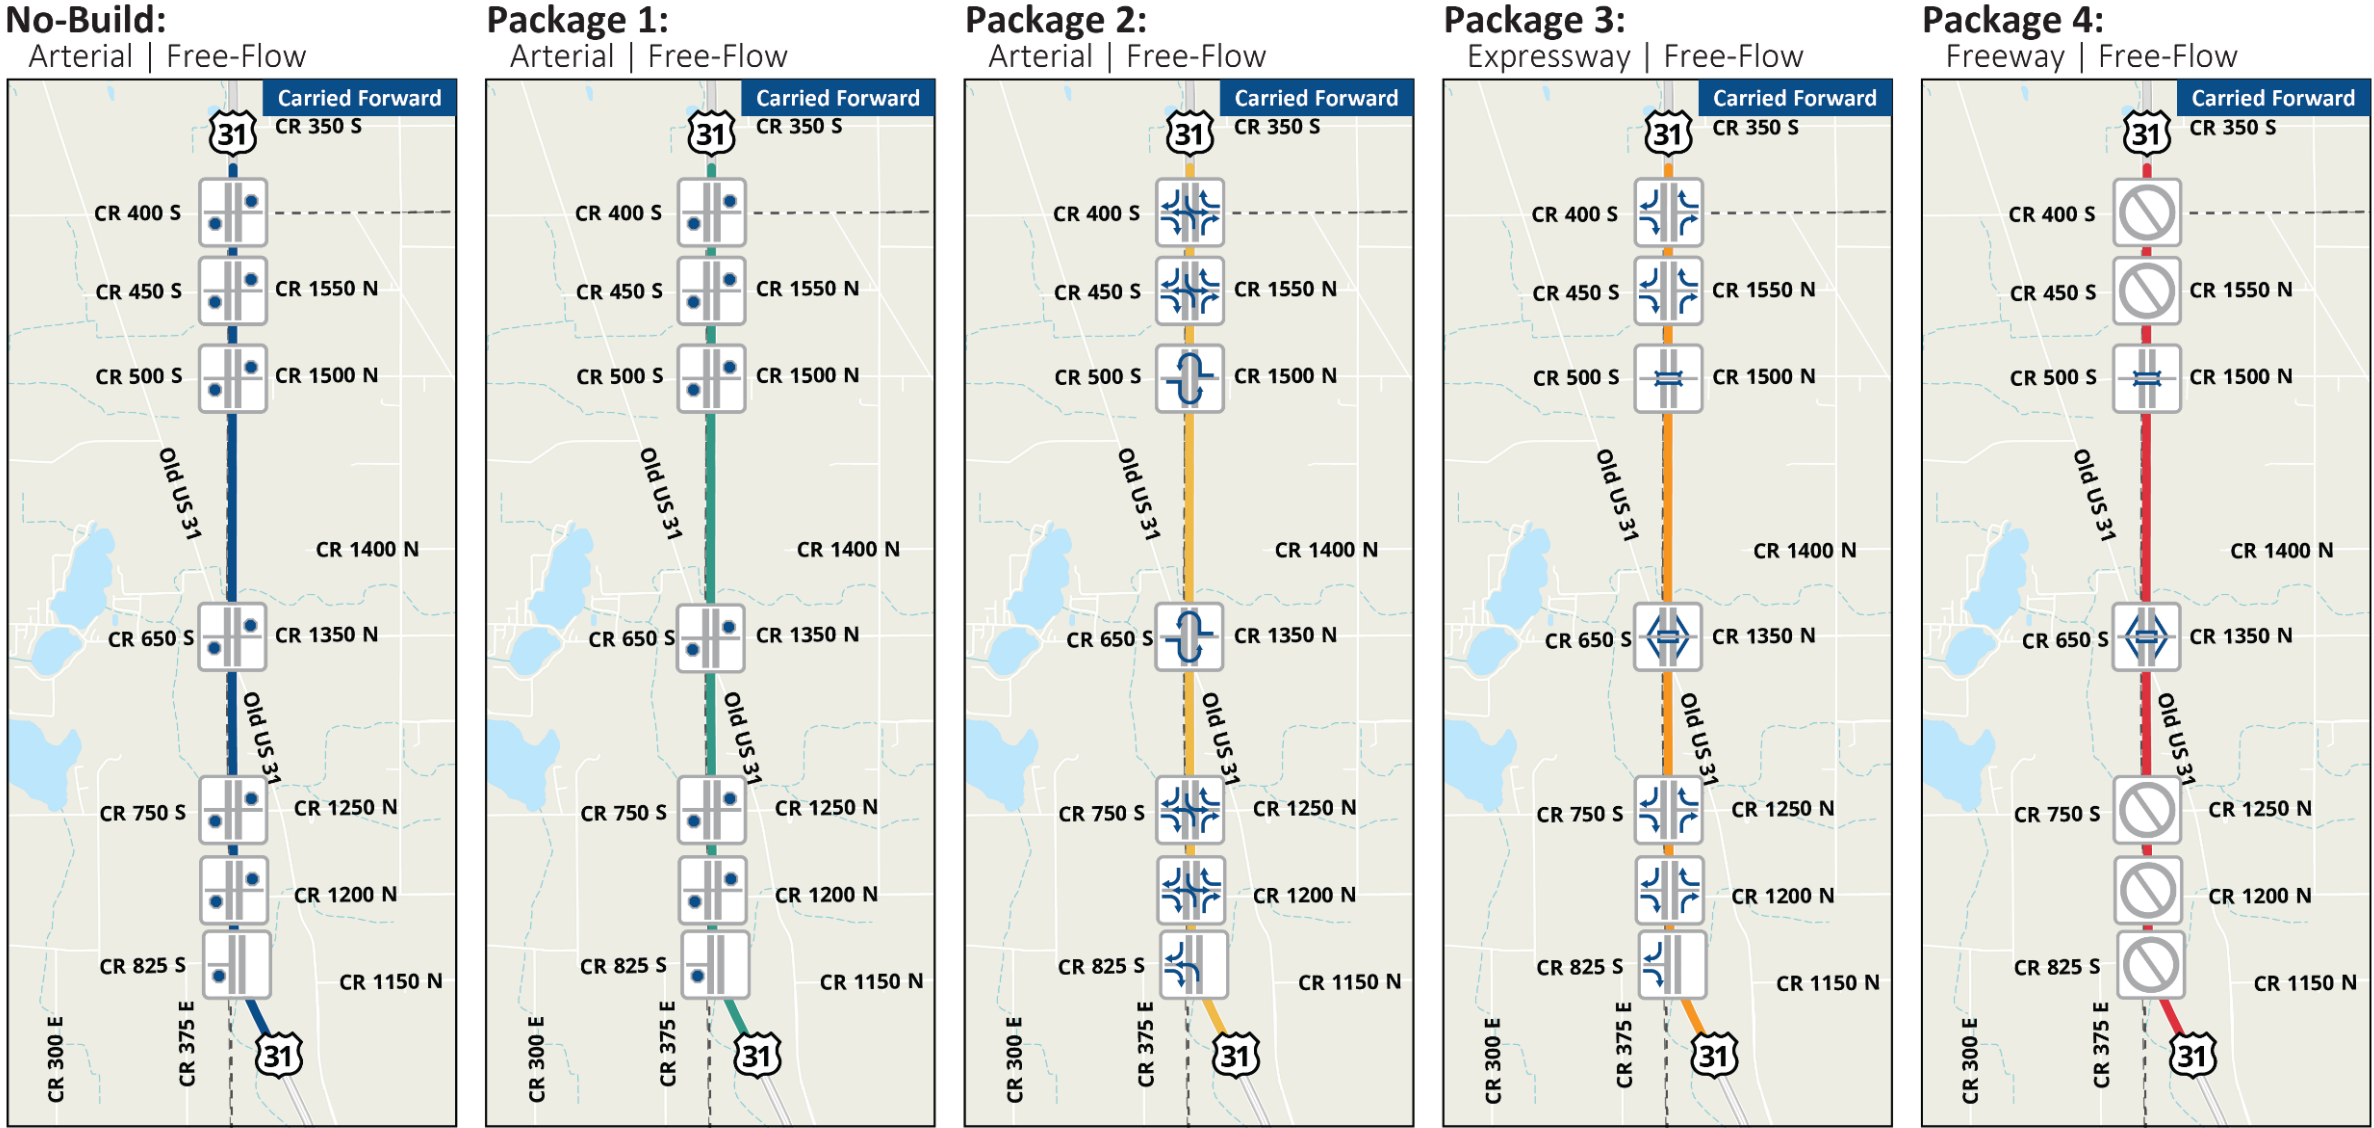 No-Build:
Arterial | Free-Flow
Carried Forward
31
CR 350 S
CR 400 S
CR 450 S
CR 1550 N
CR 500 S
CR 1500 N
Old US 31
CR 1400 N
CR 650 S
CR 1350 N
Old US 31
CR 750 S
CR 1250 N
CR 1200 N
CR 825 S
CR 1150 N
CR 300 E
CR 375 E
31
Package 1:
Arterial | Free-Flow
Carried Forward
31
CR 350 S
CR 400 S
CR 450 S
CR 1550 N
CR 500 S
CR 1500 N
Old US 31
CR 1400 N
CR 650 S
CR 1350 N
Old US 31
CR 750 S
CR 1250 N
CR 1200 N
CR 825 S
CR 1150 N
CR 300 E
CR 375 E
31
Package 2:
Arterial | Free-Flow
Carried Forward
31
CR 350 S
CR 400 S
CR 450 S
CR 1550 N
CR 500 S
CR 1500 N
Old US 31
CR 1400 N
CR 650 S
CR 1350 N
Old US 31
CR 750 S
CR 1250 N
CR 1200 N
CR 825 S
CR 1150 N
CR 300 E
CR 375 E
31
Package 3:
Expressway | Free-Flow
Carried Forward
31
CR 350 S
CR 400 S
CR 450 S
CR 1550 N
CR 500 S
CR 1500 N
Old US 31
CR 1400 N
CR 650 S
CR 1350 N
Old US 31
CR 750 S
CR 1250 N
CR 1200 N
CR 825 S
CR 1150 N
CR 300 E
CR 375 E
31
Package 4:
Freeway | Free-Flow
Carried Forward
31
CR 350 S
CR 400 S
CR 450 S
CR 1550 N
CR 500 S
CR 1500 N
Old US 31
CR 1400 N
CR 650 S
CR 1350 N
Old US 31
CR 750 S
CR 1250 N
CR 1200 N
CR 825 S
CR 1150 N
CR 300 E
CR 375 E
31